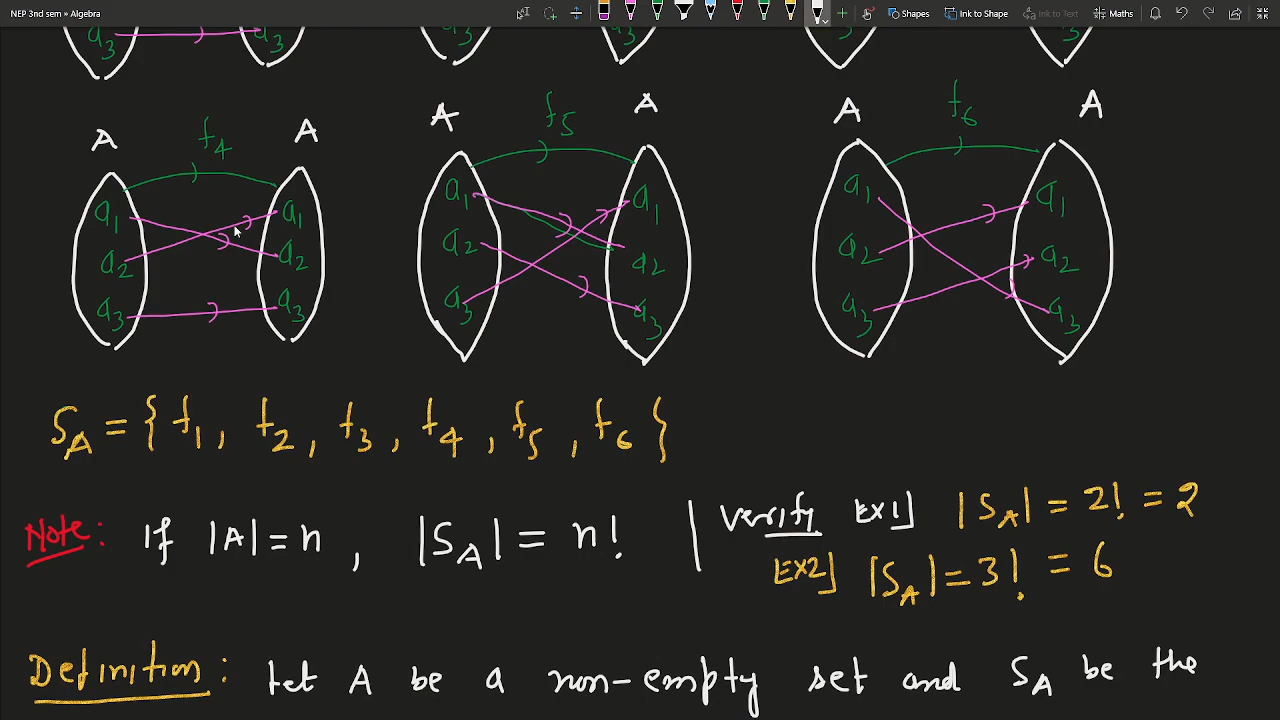 NEP 3nd sem » Algebra
Shapes Ink to Shape Ink to Text Maths
a3 a3
A f4 A A f5 A A f6 A
a1 a1 a1 a1 a1 a1
a2 a2 a2 a2 a2 a2
a3 a3 a3 a3 a3 a3
SA = { f1, f2, f3, f4, f5, f6 }
Note: If |A| = n, |SA| = n! | Verify EX1] |SA| = 2! = 2
EX2] |SA| = 3! = 6
Definition: Let A be a non-empty set and SA be the